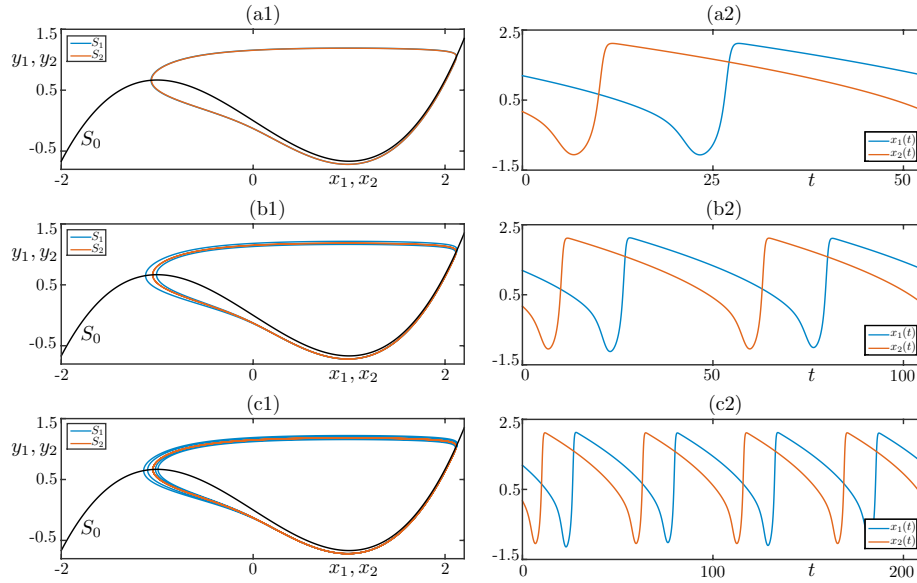 (a1)
1.5
y₁, y₂
0.5
-0.5
S₁
S₂
S₀
-2
0
x₁, x₂
2
(a2)
2.5
0.5
-1.5
0
25
t
50
x₁(t)
x₂(t)
(b1)
1.5
y₁, y₂
0.5
-0.5
S₁
S₂
S₀
-2
0
x₁, x₂
2
(b2)
2.5
0.5
-1.5
0
50
t
100
x₁(t)
x₂(t)
(c1)
1.5
y₁, y₂
0.5
-0.5
S₁
S₂
S₀
-2
0
x₁, x₂
2
(c2)
2.5
0.5
-1.5
0
100
t
200
x₁(t)
x₂(t)